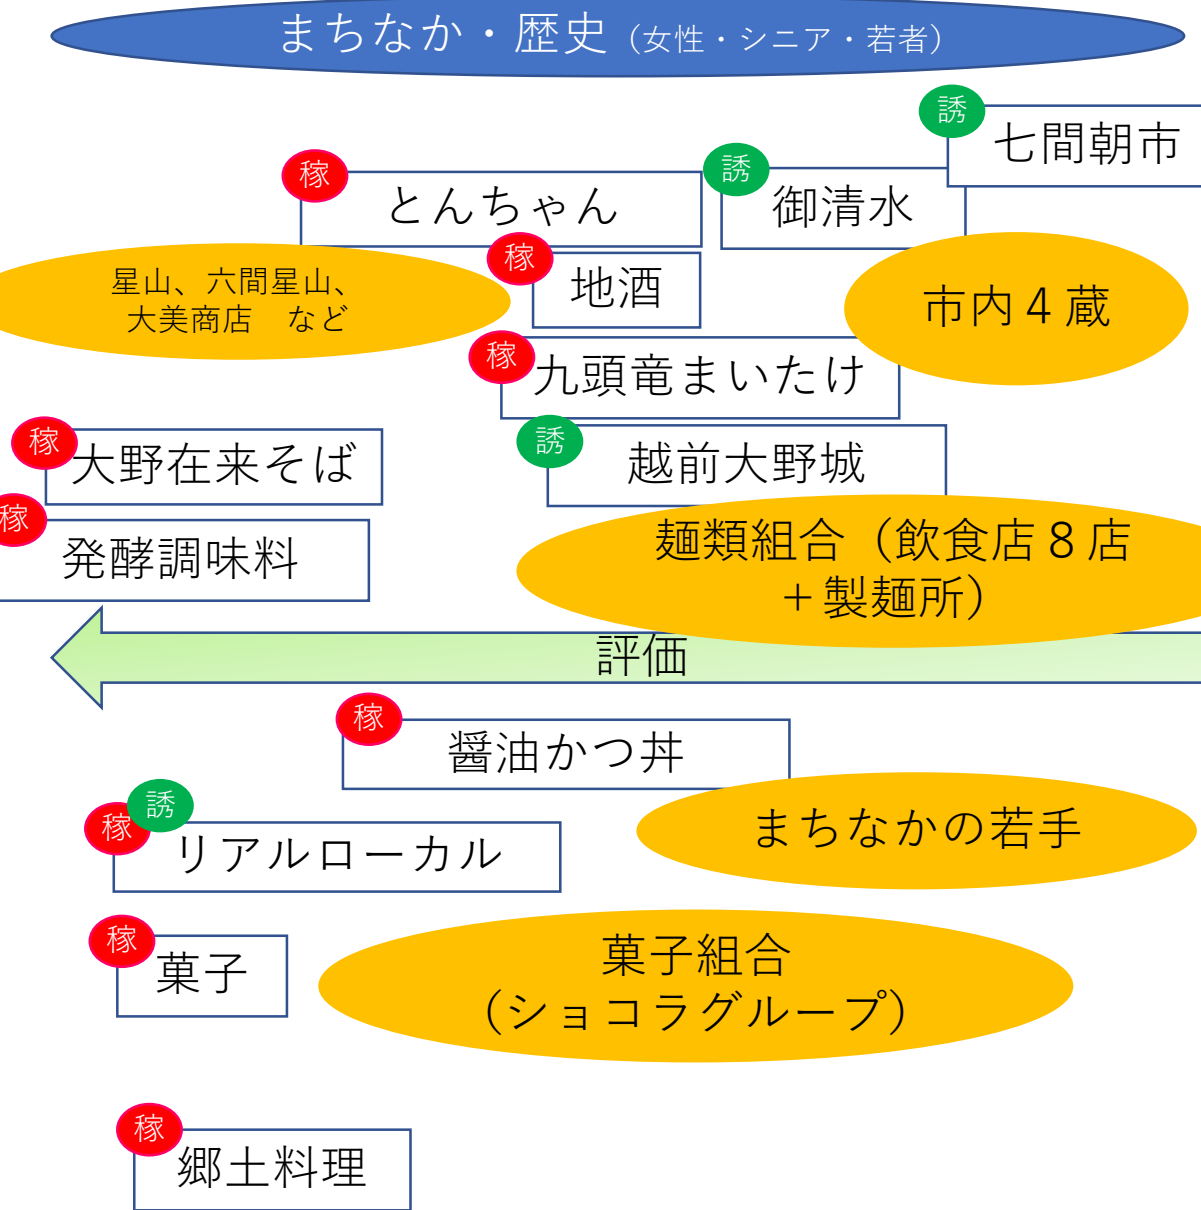 まちなか・歴史（女性・シニア・若者）
誘
七間朝市
稼
とんちゃん
誘
御清水
稼
地酒
星山、六間星山、
大美商店　など
市内４蔵
稼
九頭竜まいたけ
稼
大野在来そば
誘
越前大野城
稼
発酵調味料
麺類組合（飲食店８店
＋製麺所）
評価
稼
醤油かつ丼
稼
誘
リアルローカル
まちなかの若手
稼
菓子
菓子組合
（ショコラグループ）
稼
郷土料理